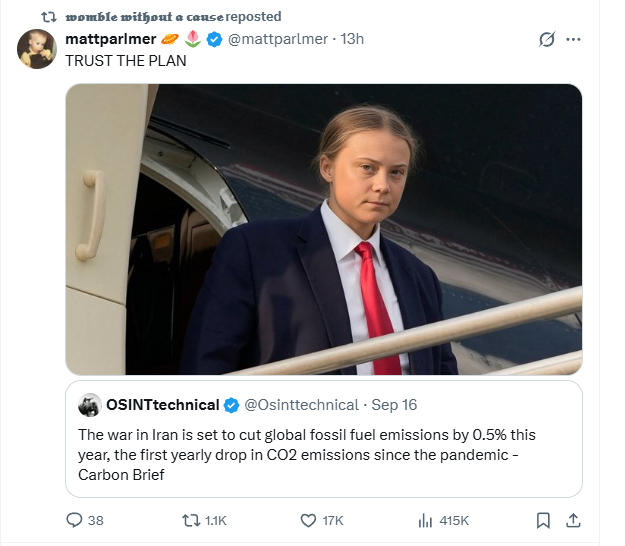 womble without a cause reposted
mattparlmer 🥖 🌷 @mattparlmer · 13h
TRUST THE PLAN
OSINTtechnical @Osinttechnical · Sep 16
The war in Iran is set to cut global fossil fuel emissions by 0.5% this
year, the first yearly drop in CO2 emissions since the pandemic -
Carbon Brief
38 1.1K 17K 415K